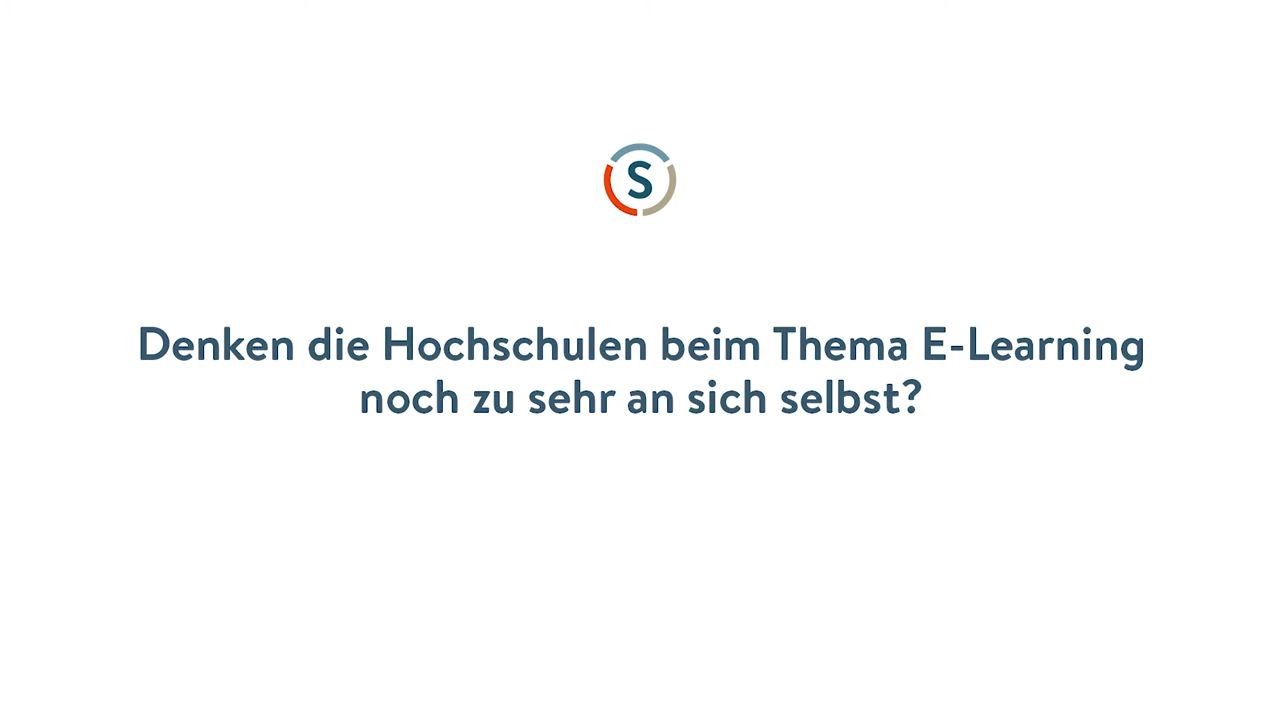 S
Denken die Hochschulen beim Thema E-Learning
noch zu sehr an sich selbst?